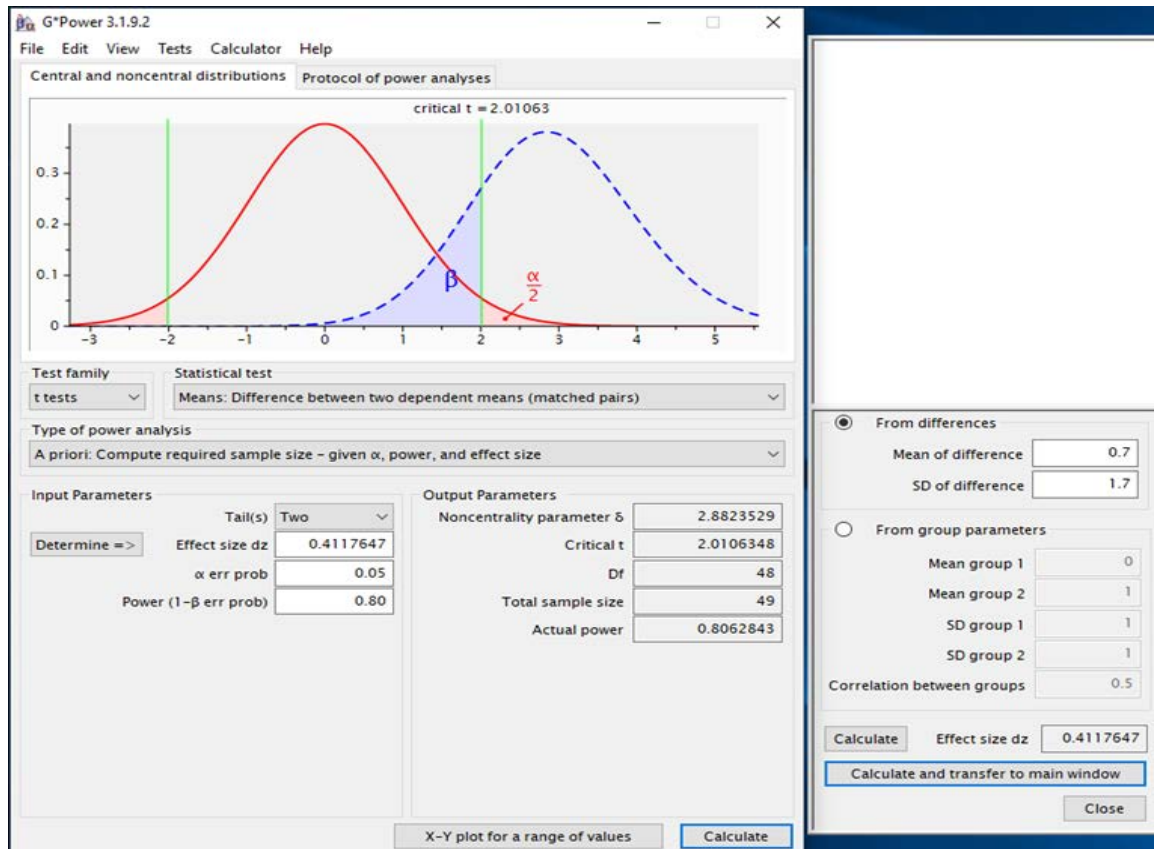 βα G*Power 3.1.9.2
File Edit View Tests Calculator Help
Central and noncentral distributions Protocol of power analyses
critical t = 2.01063
0.3
0.2
0.1
0
-3 -2 -1 0 1 2 3 4 5
β
α
2
Test family
t tests
Statistical test
Means: Difference between two dependent means (matched pairs)
Type of power analysis
A priori: Compute required sample size – given α, power, and effect size
Input Parameters
Tail(s) Two
Determine => Effect size dz 0.4117647
α err prob 0.05
Power (1-β err prob) 0.80
Output Parameters
Noncentrality parameter δ 2.8823529
Critical t 2.0106348
Df 48
Total sample size 49
Actual power 0.8062843
X-Y plot for a range of values Calculate
From differences
Mean of difference 0.7
SD of difference 1.7
From group parameters
Mean group 1 0
Mean group 2 1
SD group 1 1
SD group 2 1
Correlation between groups 0.5
Calculate Effect size dz 0.4117647
Calculate and transfer to main window
Close